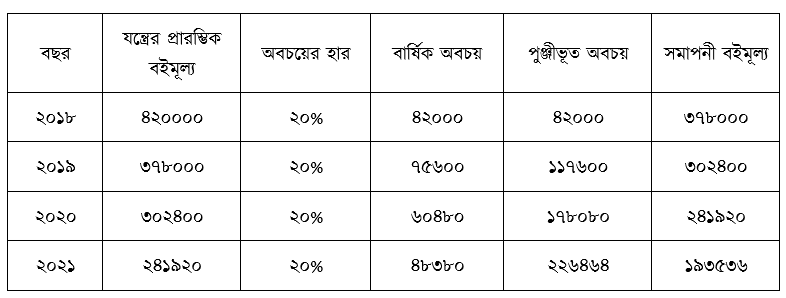 বছর যন্ত্রের প্রারম্ভিক বইমূল্য অবচয়ের হার বার্ষিক অবচয় পুঞ্জীভূত অবচয় সমাপনী বইমূল্য
২০১৮ ৪২০০০০ ২০% ৪২০০০ ৪২০০০ ৩৭৮০০০
২০১৯ ৩৭৮০০০ ২০% ৭৫৬০০ ১১৭৬০০ ৩০২৪০০
২০২০ ৩০২৪০০ ২০% ৬০৪৮০ ১৭৮০৮০ ২৪১৯২০
২০২১ ২৪১৯২০ ২০% ৪৮৩৮০ ২২৬৪৬৪ ১৯৩৫৩৬